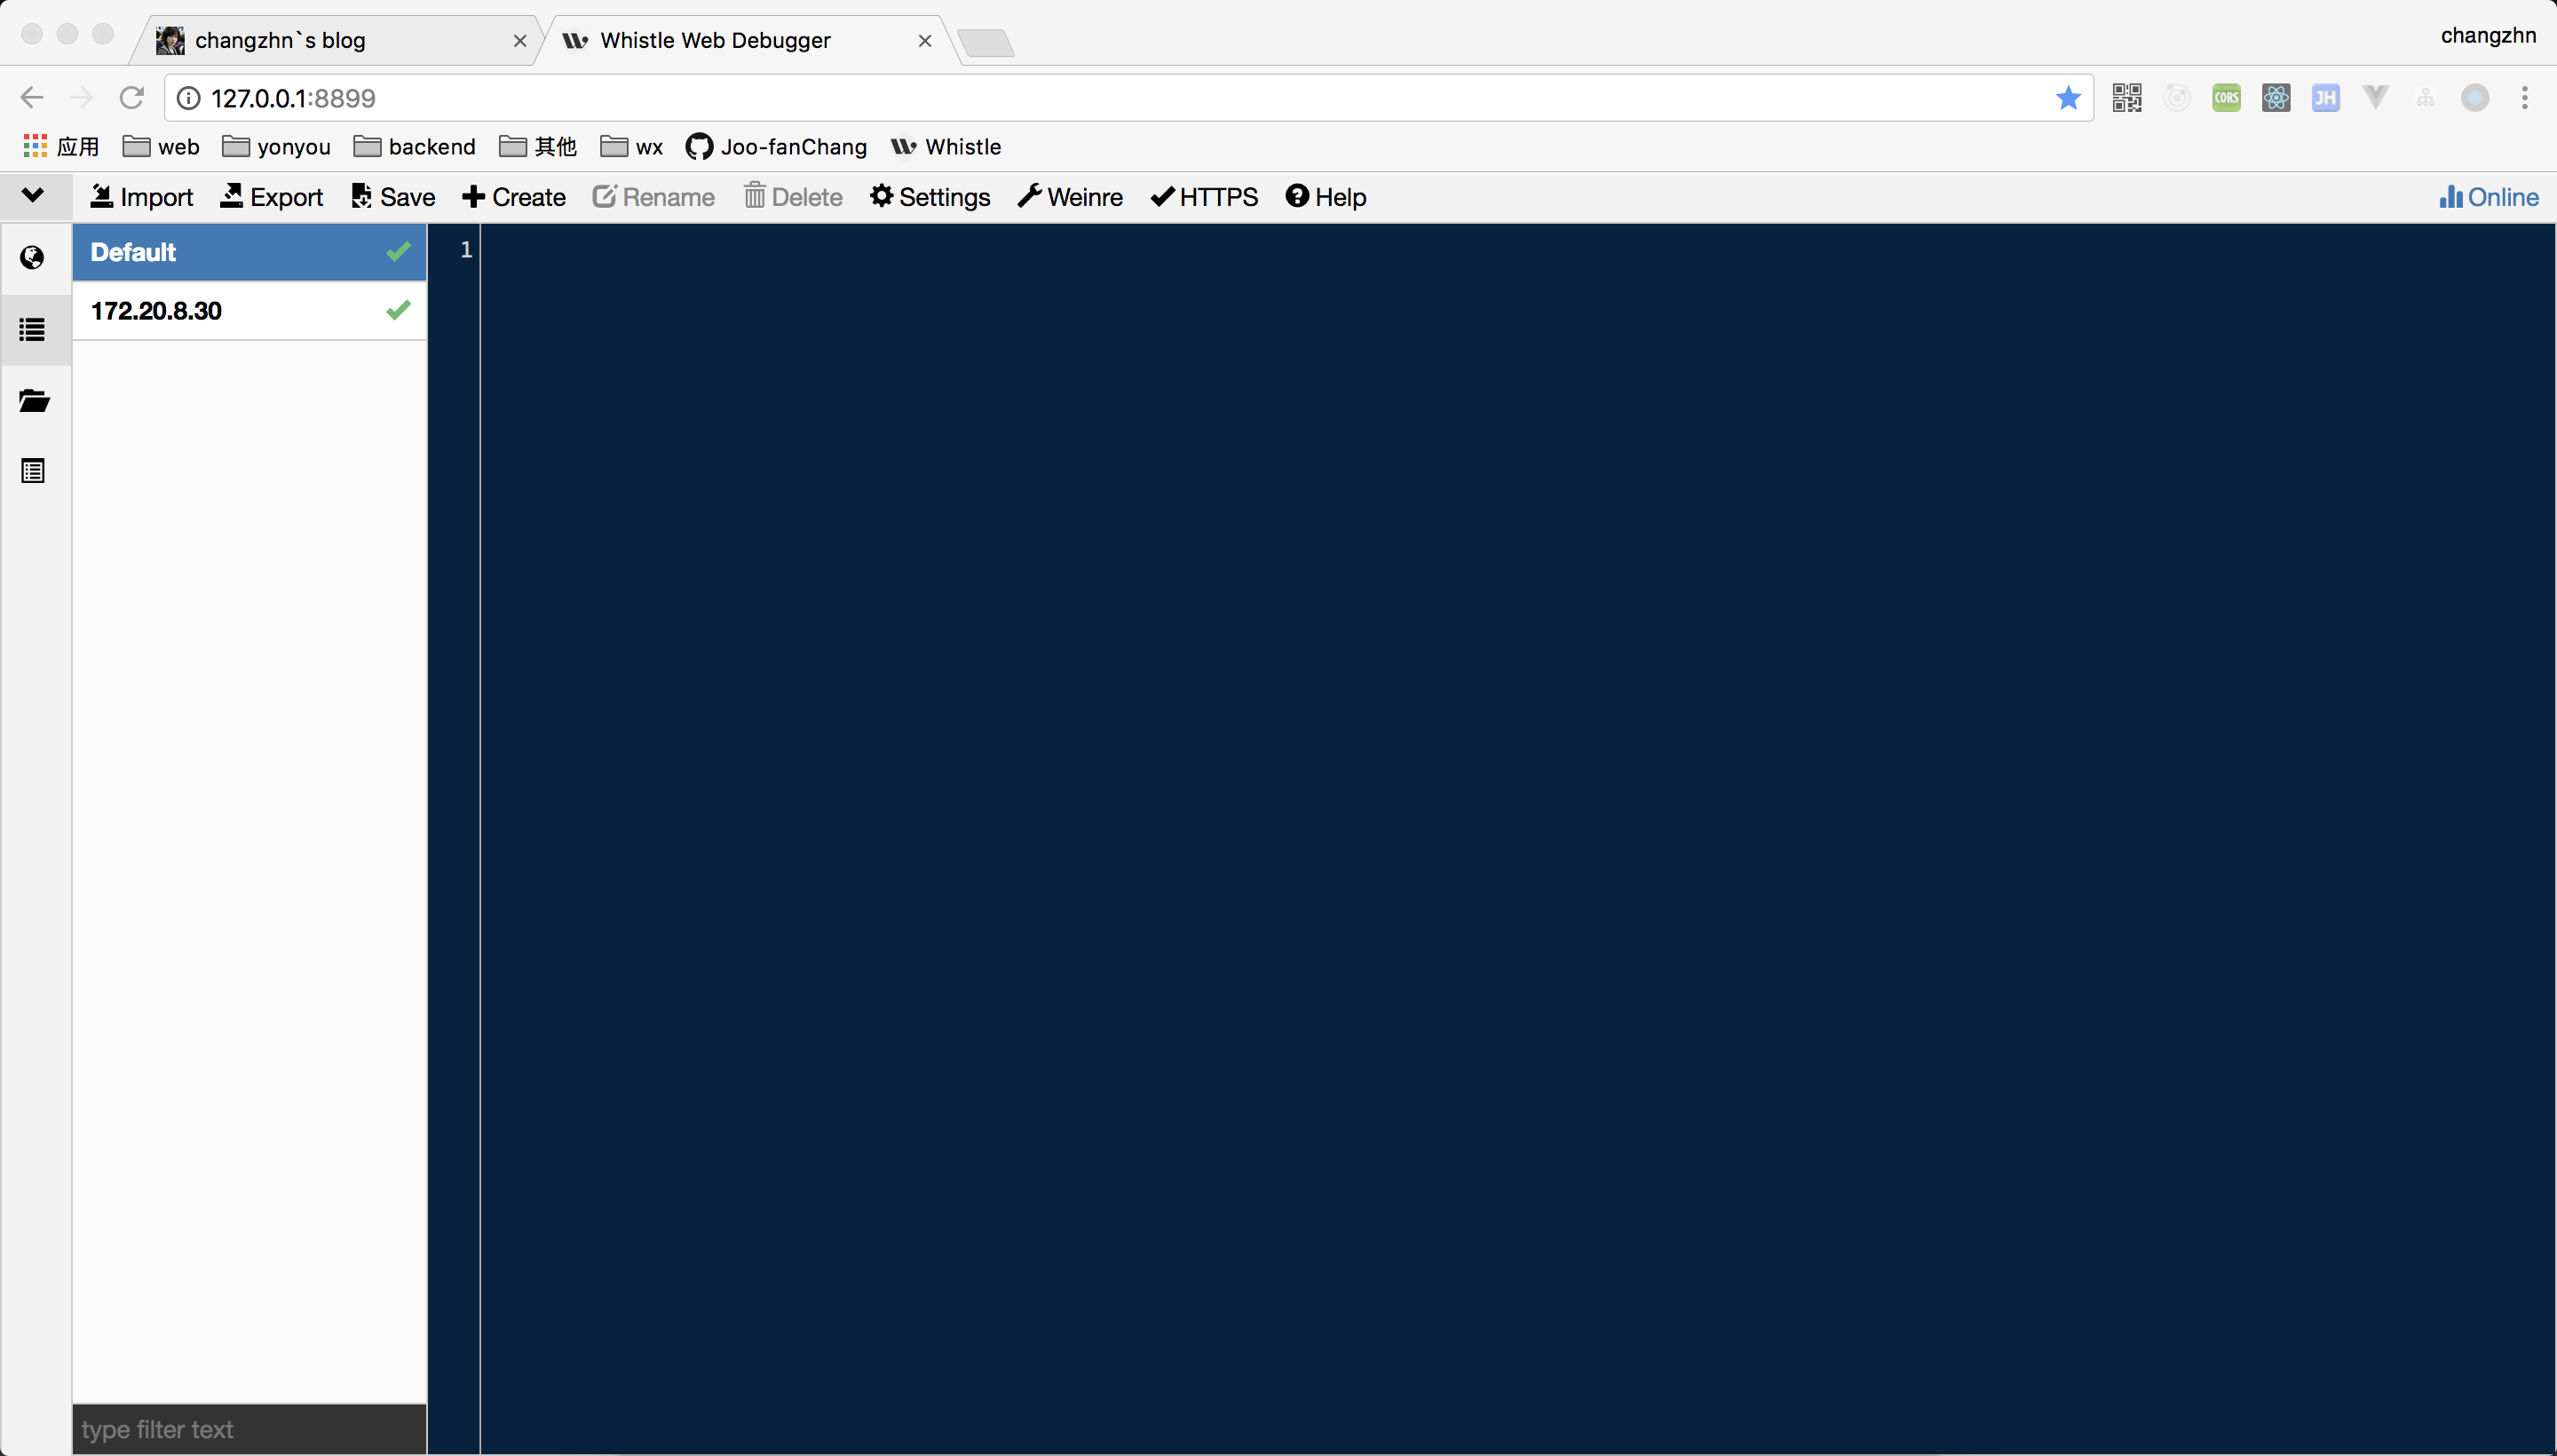 changzhn`s blog
Whistle Web Debugger
changzhn
127.0.0.1:8899
CORS
JH
应用 web yonyou backend 其他 wx Joo-fanChang Whistle
Import Export Save Create Rename Delete Settings Weinre HTTPS Help Online
Default
1
172.20.8.30
type filter text